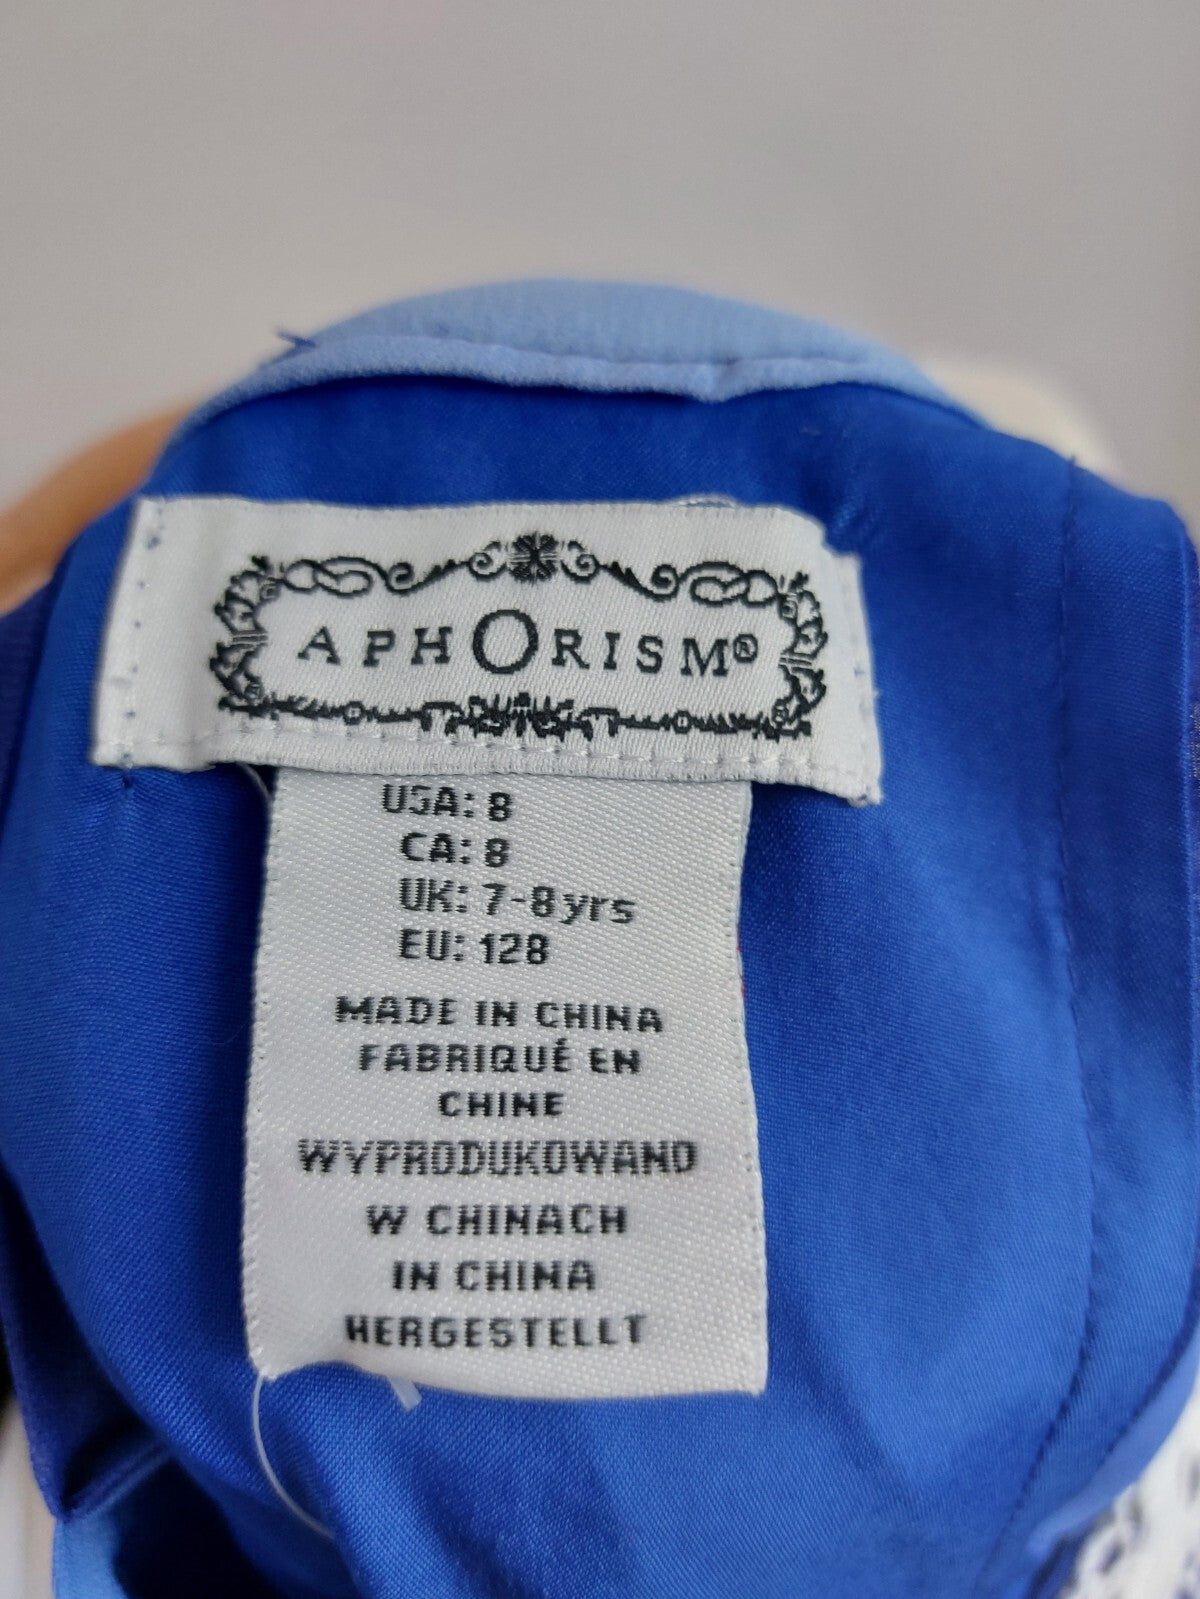 APHORISM®
USA: 8
CA: 8
UK: 7-8yrs
EU: 128
MADE IN CHINA
FABRIQUÉ EN
CHINE
WYPRODUKOWANO
W CHINACH
IN CHINA
HERGESTELLT